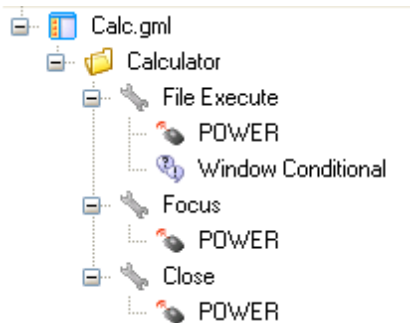 Calc.gml
Calculator
File Execute
POWER
Window Conditional
Focus
POWER
Close
POWER